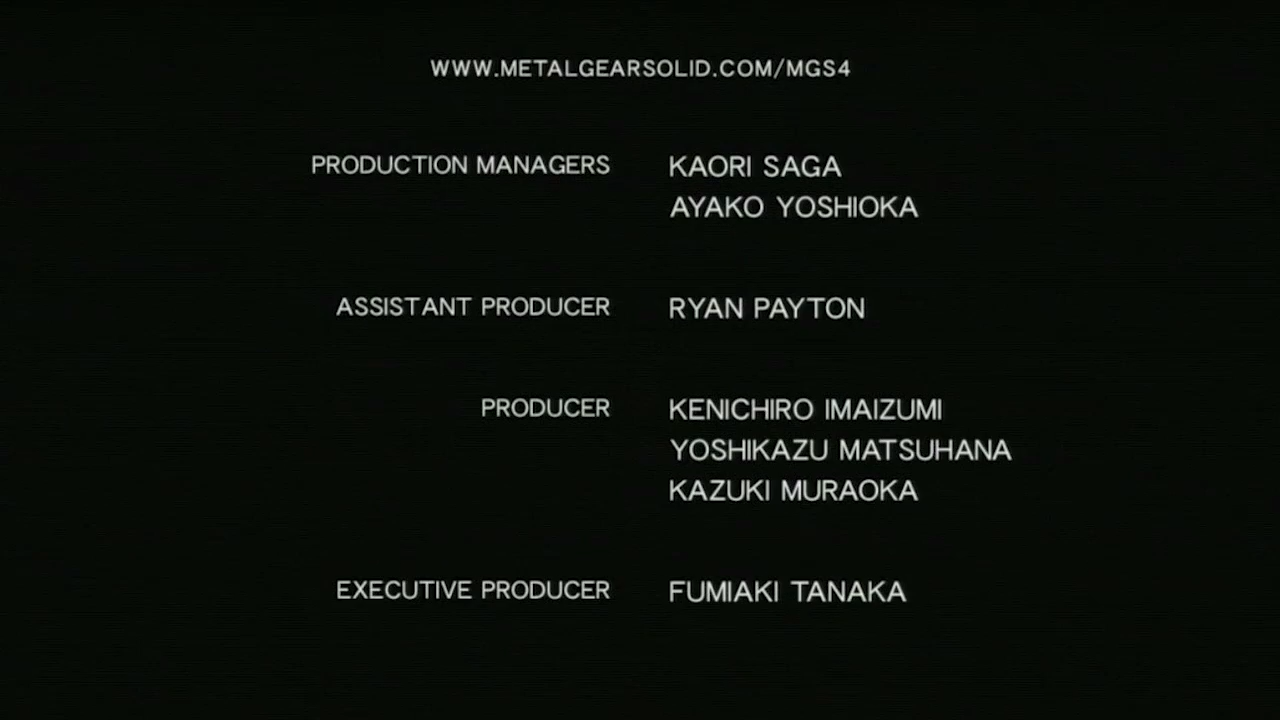 WWW.METALGEARSOLID.COM/MGS4
PRODUCTION MANAGERS KAORI SAGA
AYAKO YOSHIOKA
ASSISTANT PRODUCER RYAN PAYTON
PRODUCER KENICHIRO IMAIZUMI
YOSHIKAZU MATSUHANA
KAZUKI MURAOKA
EXECUTIVE PRODUCER FUMIAKI TANAKA